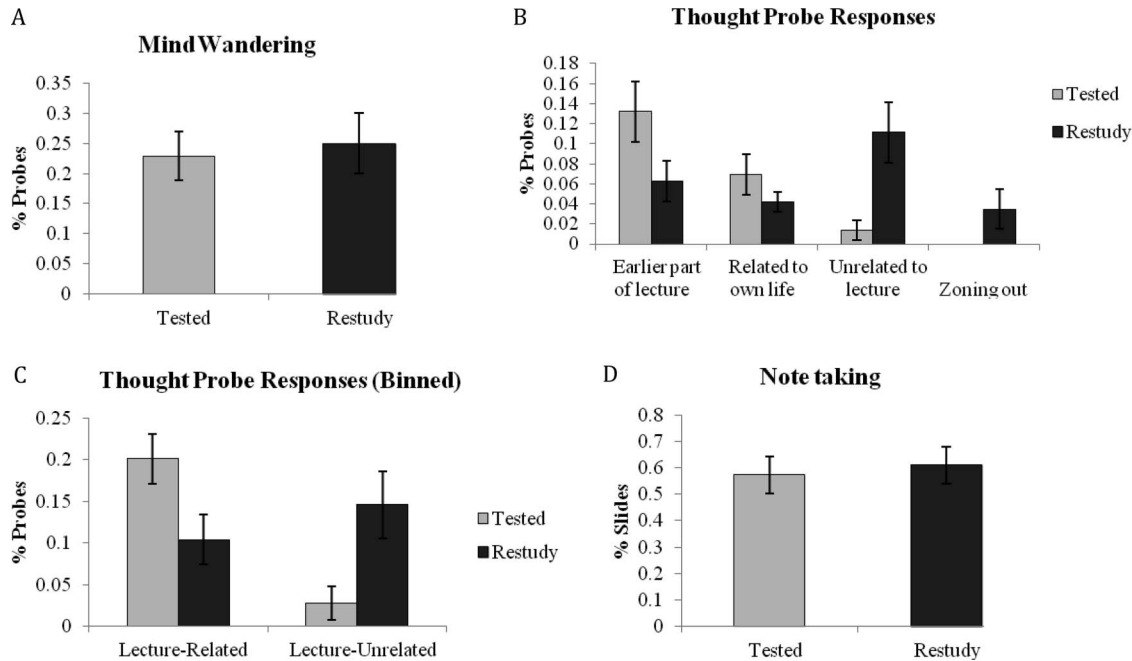 A
Mind Wandering
% Probes
0.35
0.3
0.25
0.2
0.15
0.1
0.05
0
Tested
Restudy
B
Thought Probe Responses
% Probes
0.18
0.16
0.14
0.12
0.1
0.08
0.06
0.04
0.02
0
Earlier part
of lecture
Related to
own life
Unrelated to
lecture
Zoning out
Tested
Restudy
C
Thought Probe Responses (Binned)
% Probes
0.25
0.2
0.15
0.1
0.05
0
Lecture-Related
Lecture-Unrelated
Tested
Restudy
D
Note taking
% Slides
0.8
0.7
0.6
0.5
0.4
0.3
0.2
0.1
0
Tested
Restudy